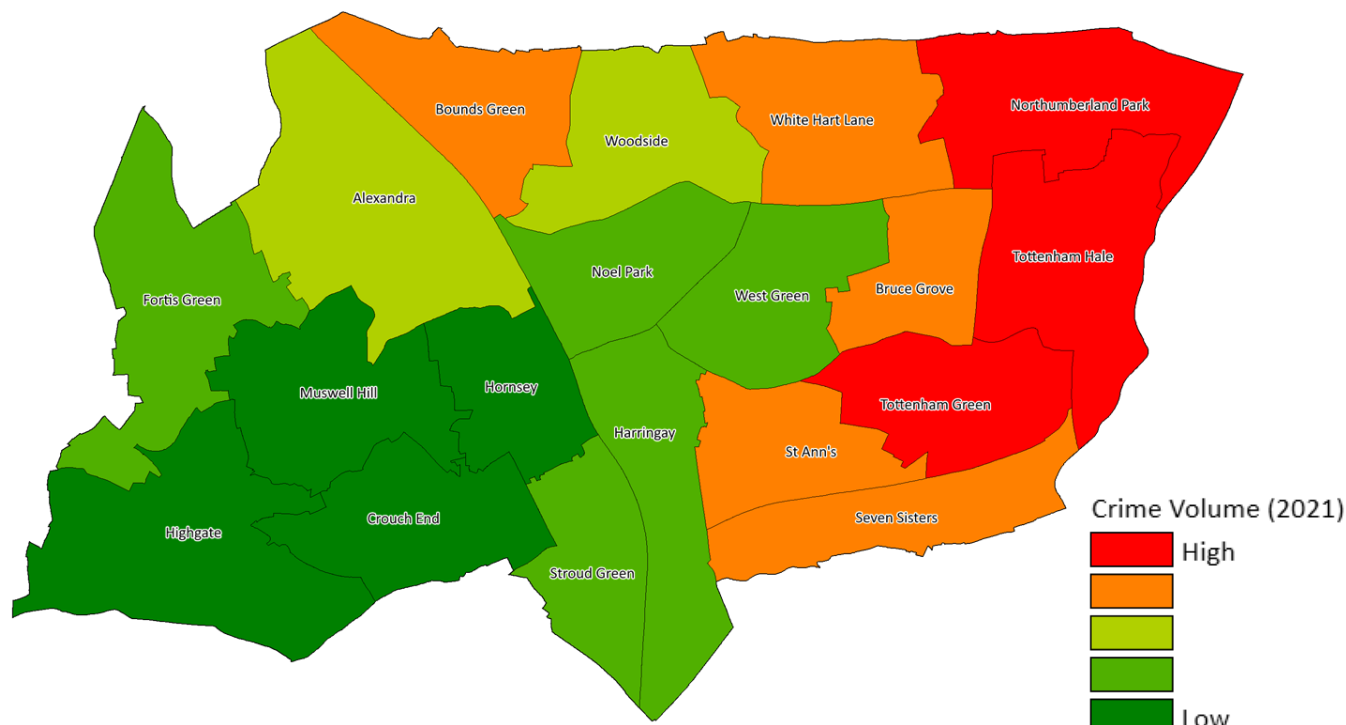 Bounds Green
Northumberland Park
White Hart Lane
Woodside
Alexandra
Tottenham Hale
Noel Park
Fortis Green
West Green
Bruce Grove
Muswell Hill
Hornsey
Tottenham Green
Harringay
St Ann's
Crouch End
Seven Sisters
Highgate
Stroud Green
Crime Volume (2021)
High
Low